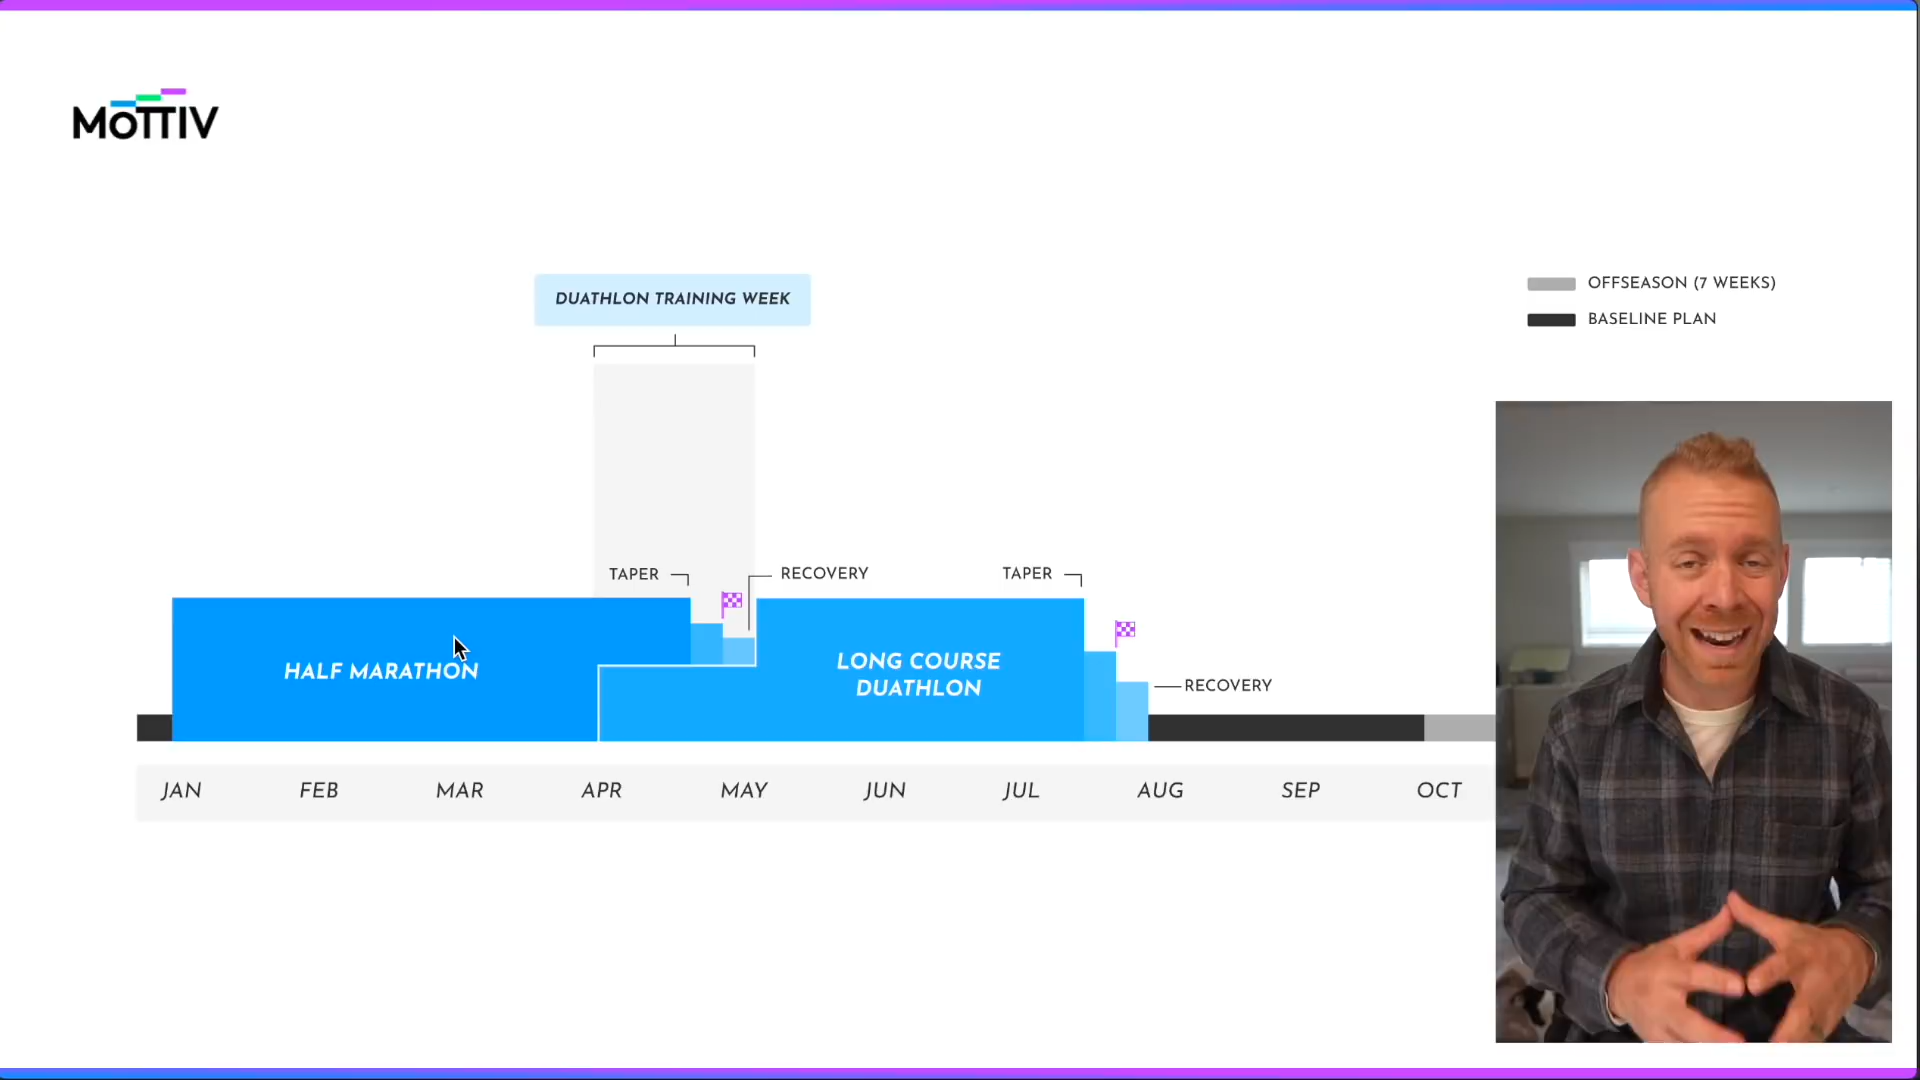 MOTTIV
DUATHLON TRAINING WEEK
OFFSEASON (7 WEEKS)
BASELINE PLAN
TAPER
RECOVERY
TAPER
HALF MARATHON
LONG COURSE
DUATHLON
RECOVERY
JAN FEB MAR APR MAY JUN JUL AUG SEP OCT